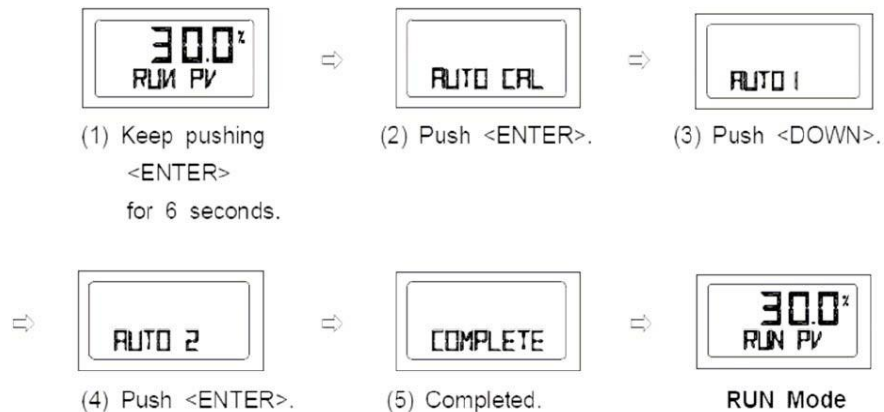 30.0%
RUN PV
(1) Keep pushing
<ENTER>
for 6 seconds.
⇨
AUTO CAL
(2) Push <ENTER>.
⇨
AUTO 1
(3) Push <DOWN>.
⇨
AUTO 2
(4) Push <ENTER>.
⇨
COMPLETE
(5) Completed.
⇨
30.0%
RUN PV
RUN Mode